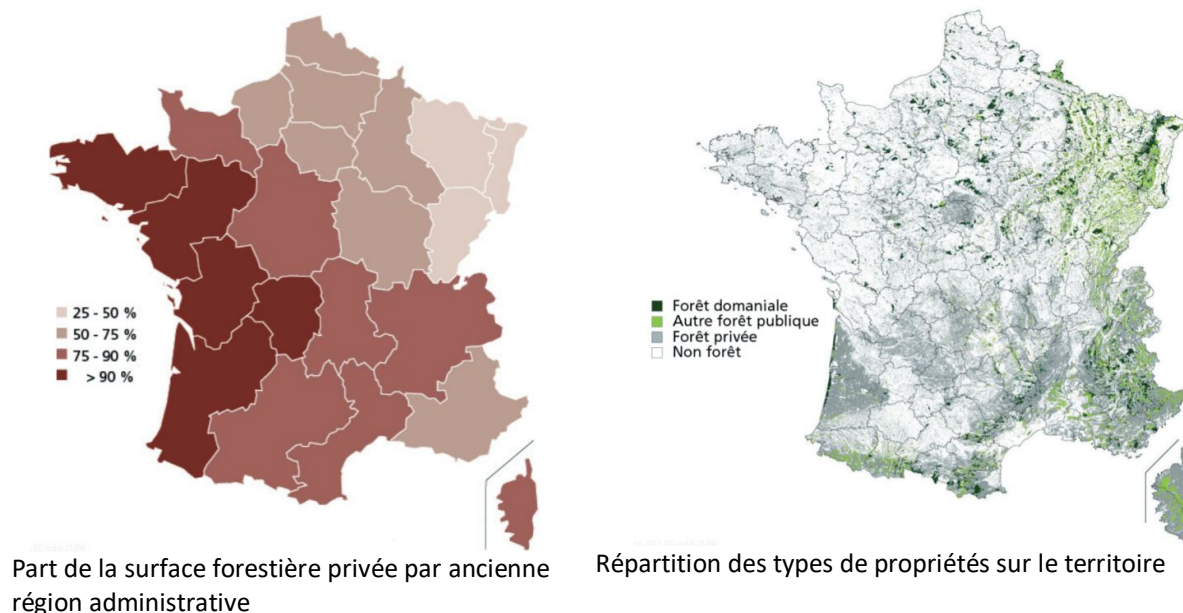 25 - 50 %
50 - 75 %
75 - 90 %
> 90 %
Part de la surface forestière privée par ancienne
région administrative
Forêt domaniale
Autre forêt publique
Forêt privée
Non forêt
Répartition des types de propriétés sur le territoire